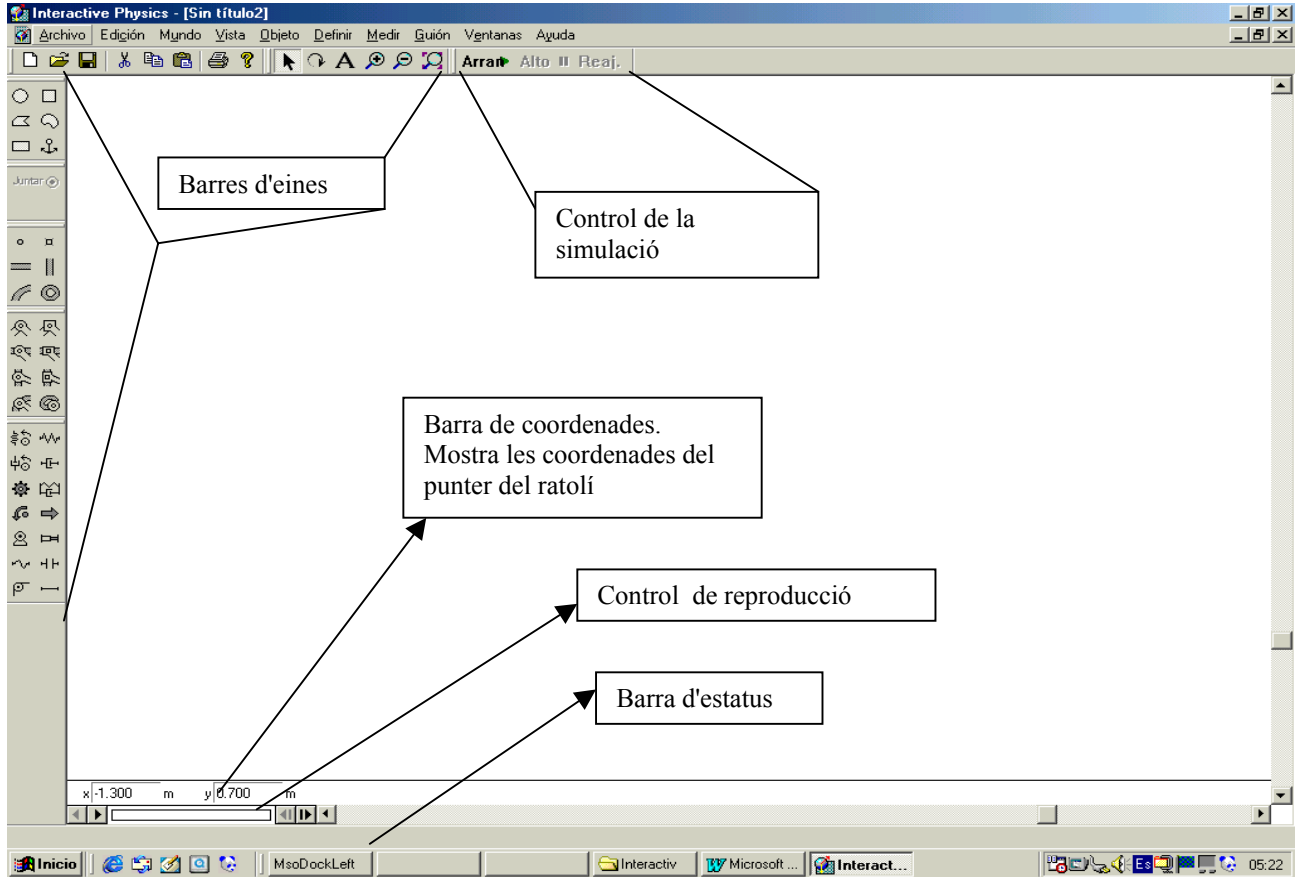 Interactive Physics - [Sin título2]
Archivo Edición Mundo Vista Objeto Definir Medir Guión Ventanas Ayuda
A Arran Alto Reaj.
Juntar
Barres d'eines
Control de la
simulació
Barra de coordenades.
Mostra les coordenades del
punter del ratolí
Control de reproducció
Barra d'estatus
x -1.300 m y 0.700 m
Inicio MsoDockLeft Interactiv Microsoft ... Interact... Es 05:22